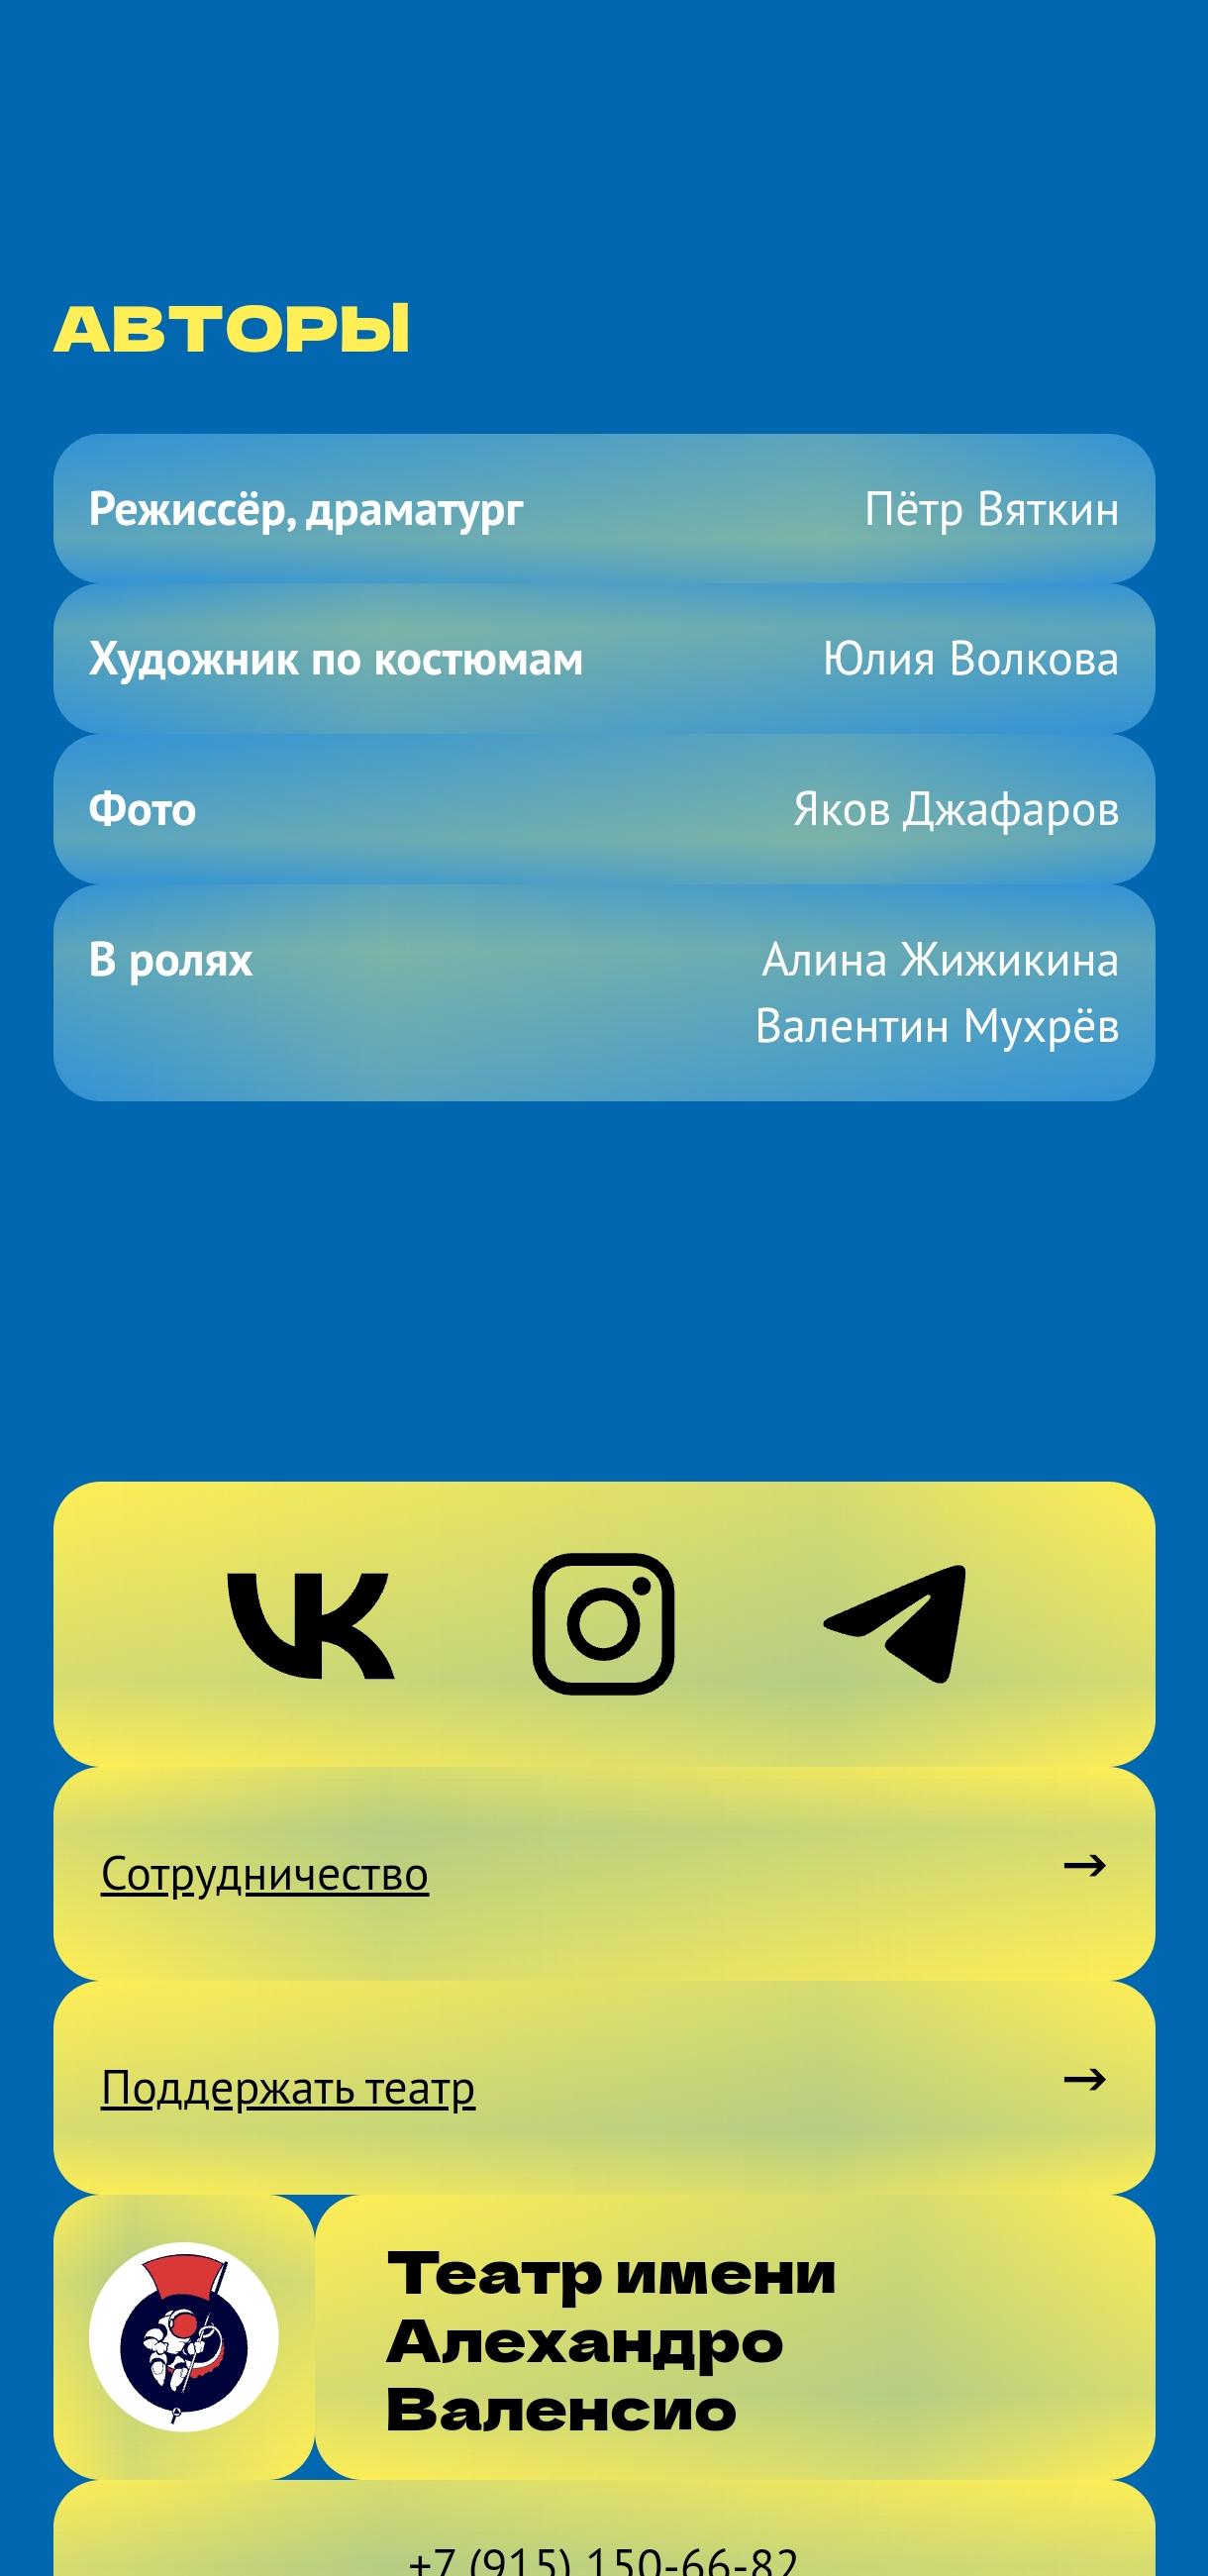 АВТОРЫ
Режиссёр, драматург Пётр Вяткин
Художник по костюмам Юлия Волкова
Фото Яков Джафаров
В ролях Алина Жижикина
Валентин Мухрёв
Сотрудничество →
Поддержать театр →
Театр имени
Алехандро
Валенсио
+7 (915) 150-66-82